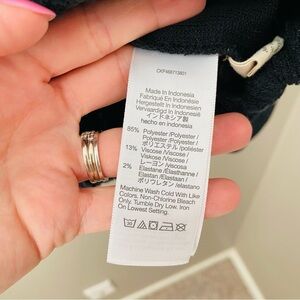 Made In Indonesia
Fabriqué En Indonésie
Hergestellt In Indonesien
Vervaardigd In Indonesië
インドネシア製
hecho en indonesia
85% Polyester /Polyester /
Polyester /Polyester /
ポリエステル /poliéster
13% Viscose /Viscose /
Viskose /Viscose /
レーヨン /viscosa
2% Elastane /Élasthanne /
Elastan /Elastaan /
ポリウレタン /elastano
Machine Wash Cold With Like
Colors, Non-Chlorine Bleach
Only, Tumble Dry Low, Iron
On Lowest Setting.